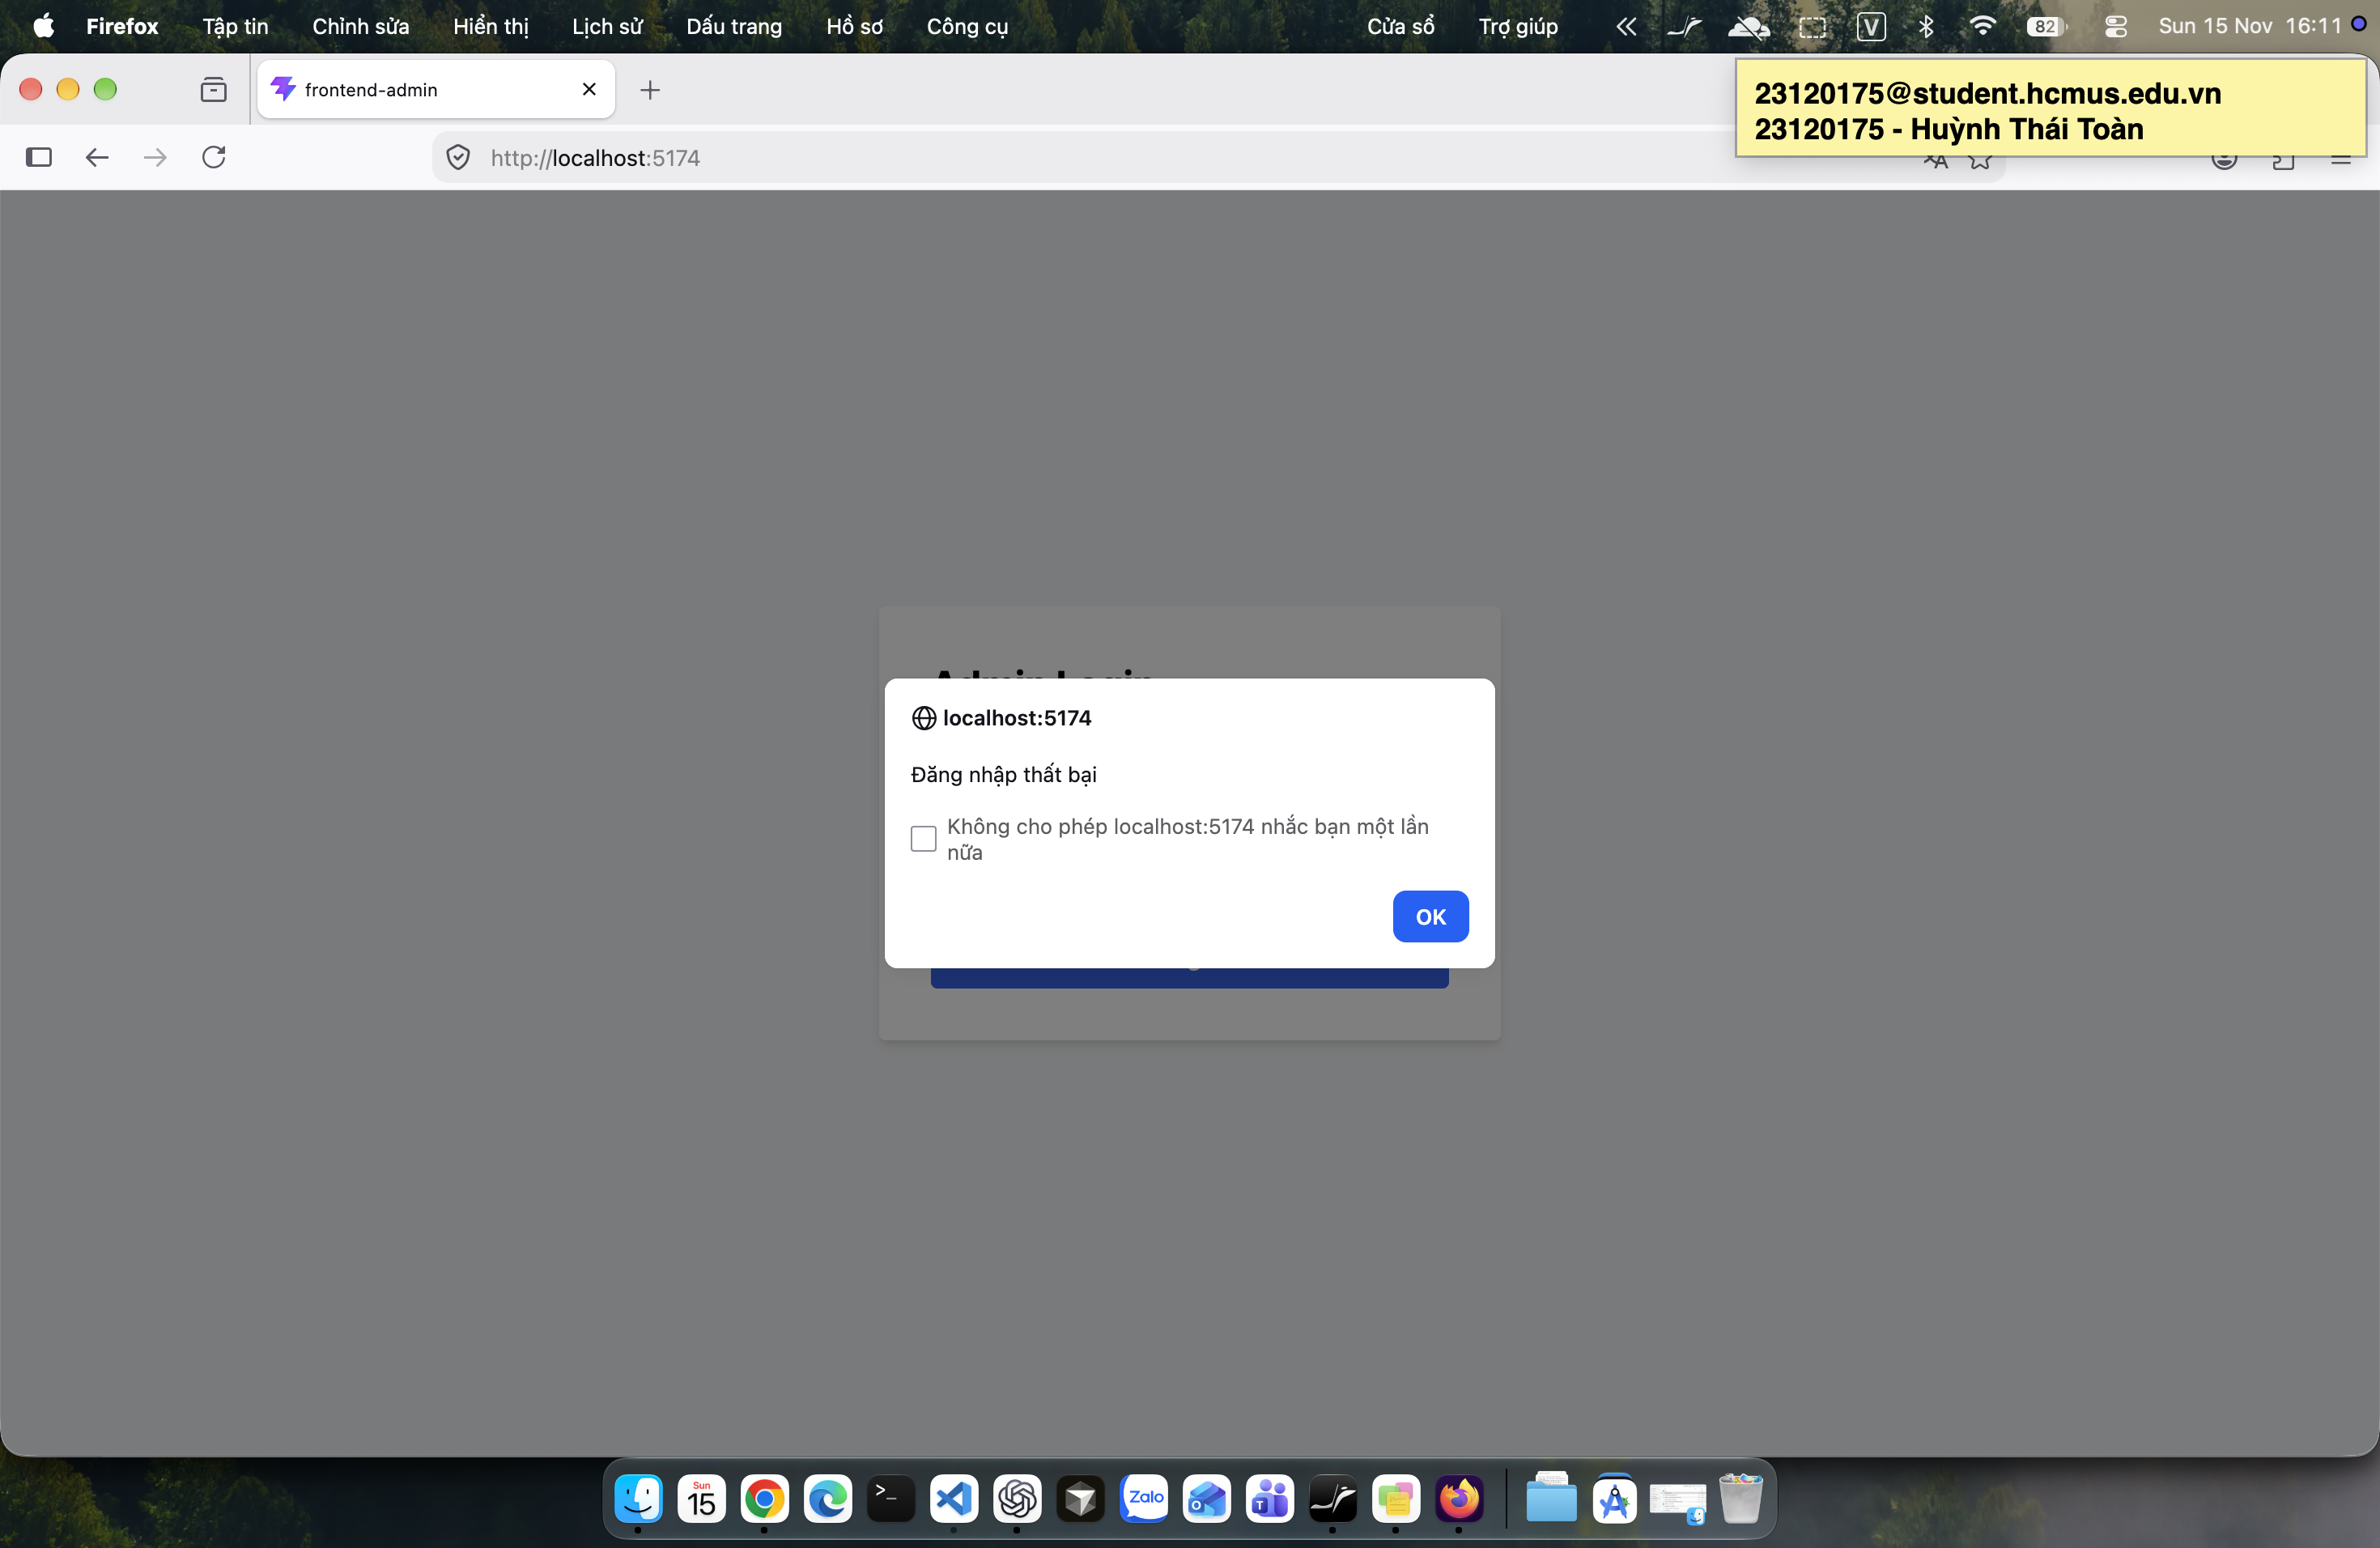 Firefox Tập tin Chỉnh sửa Hiển thị Lịch sử Dấu trang Hồ sơ Công cụ Cửa sổ Trợ giúp V 82 Sun 15 Nov 16:11
frontend-admin
23120175@student.hcmus.edu.vn
23120175 - Huỳnh Thái Toàn
http://localhost:5174
Admin Login
localhost:5174
Đăng nhập thất bại
Không cho phép localhost:5174 nhắc bạn một lần
nữa
OK
Sun
15
Zalo